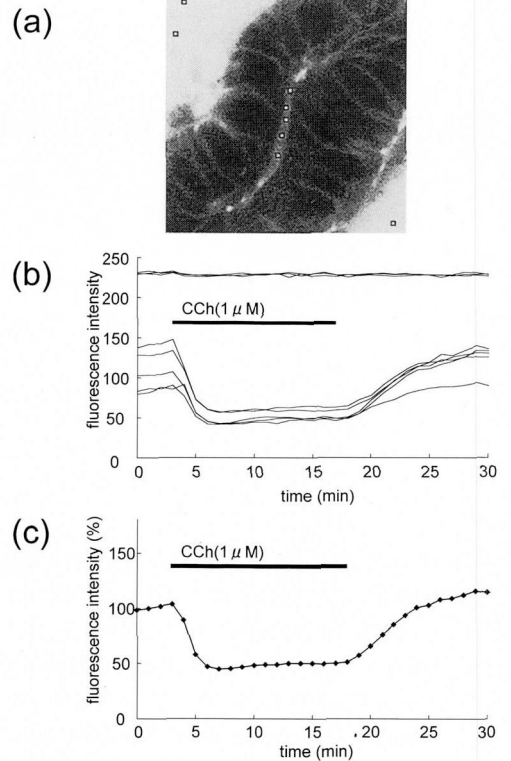 (a)
(b)
fluorescence intensity
250
200
150
100
50
0
CCh(1 μM)
0 5 10 15 20 25 30
time (min)
(c)
fluorescence intensity (%)
150
100
50
0
CCh(1 μM)
0 5 10 15 20 25 30
time (min)